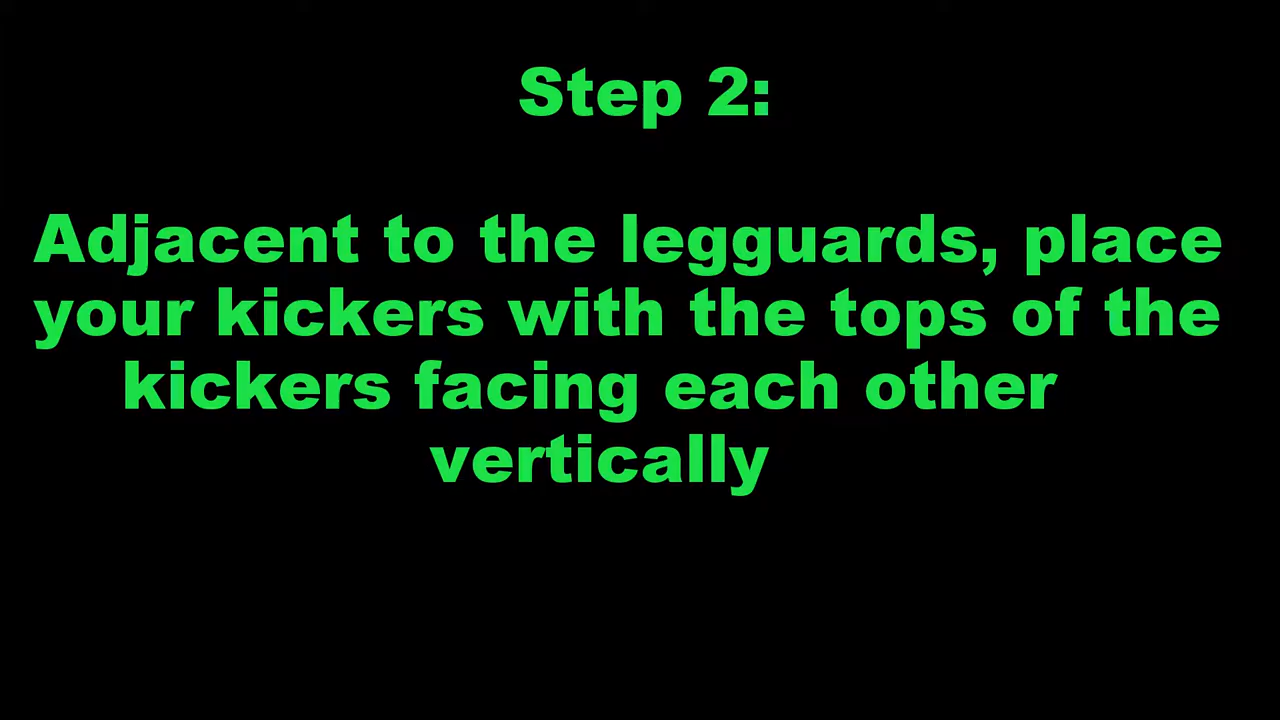 Step 2:
Adjacent to the legguards, place
your kickers with the tops of the
kickers facing each other
vertically